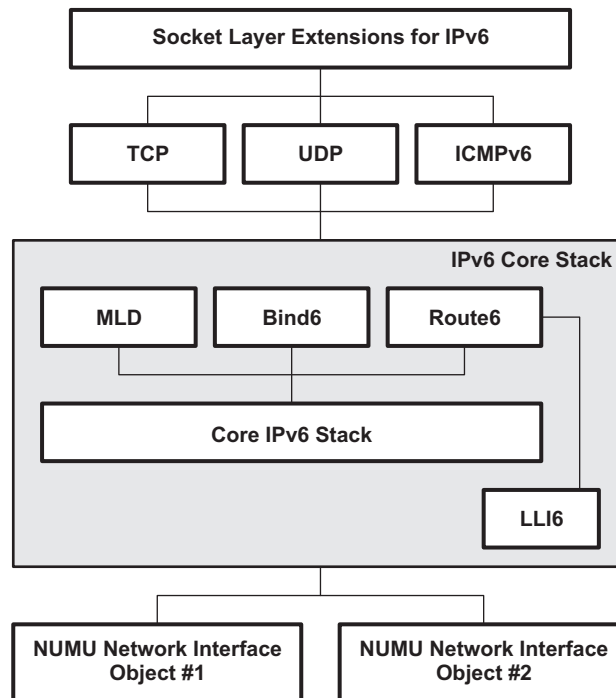 Socket Layer Extensions for IPv6
TCP
UDP
ICMPv6
IPv6 Core Stack
MLD
Bind6
Route6
Core IPv6 Stack
LLI6
NUMU Network Interface
Object #1
NUMU Network Interface
Object #2